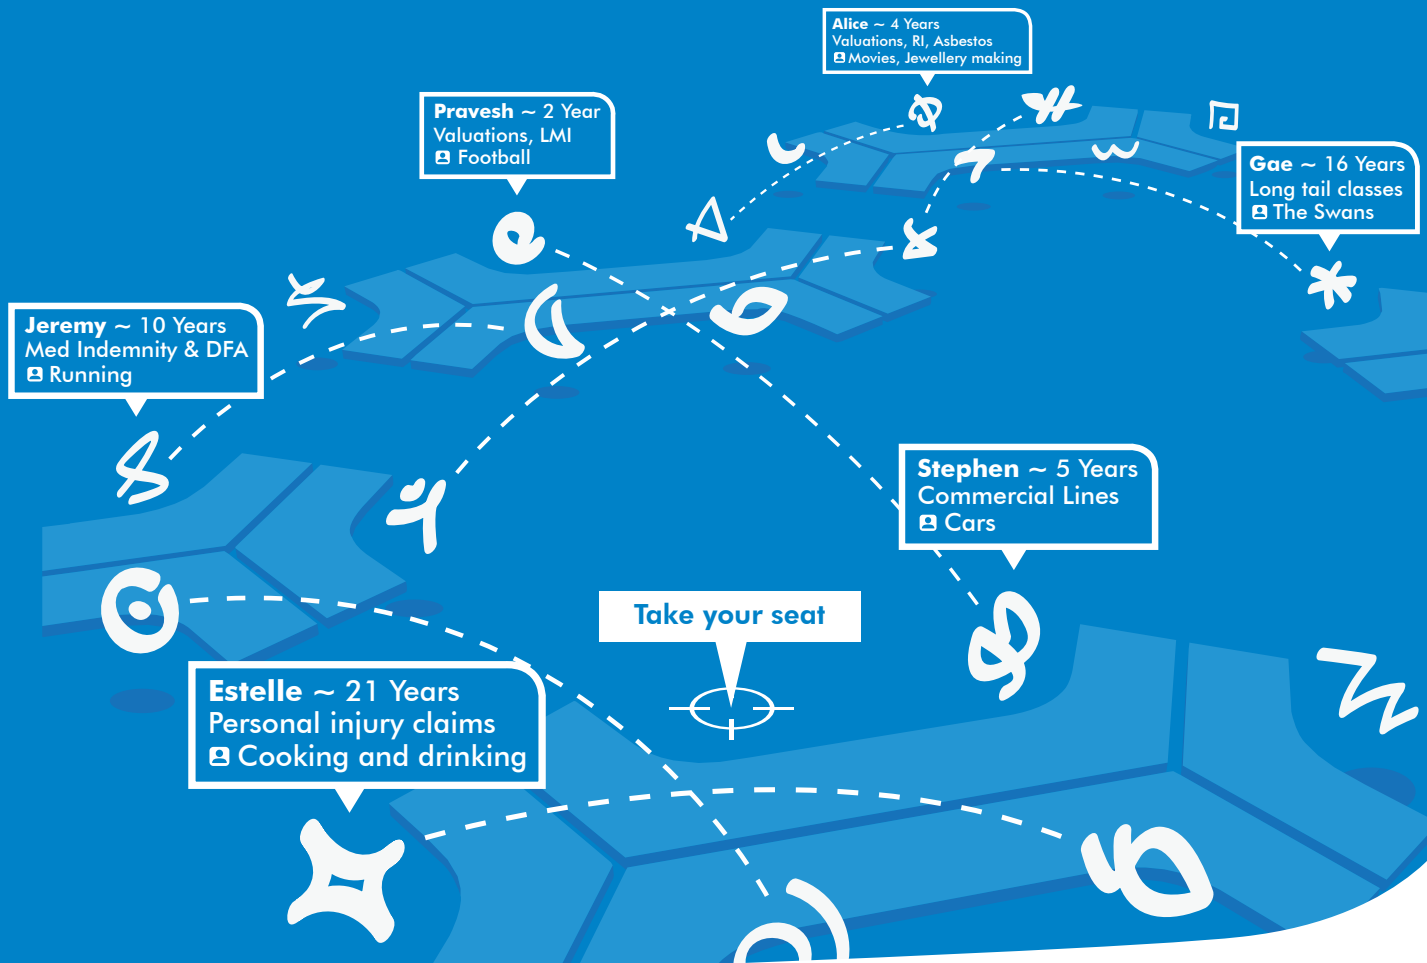 Alice ~ 4 Years
Valuations, RI, Asbestos
Movies, Jewellery making
Pravesh ~ 2 Year
Valuations, LMI
Football
Gae ~ 16 Years
Long tail classes
The Swans
Jeremy ~ 10 Years
Med Indemnity & DFA
Running
Stephen ~ 5 Years
Commercial Lines
Cars
Take your seat
Estelle ~ 21 Years
Personal injury claims
Cooking and drinking